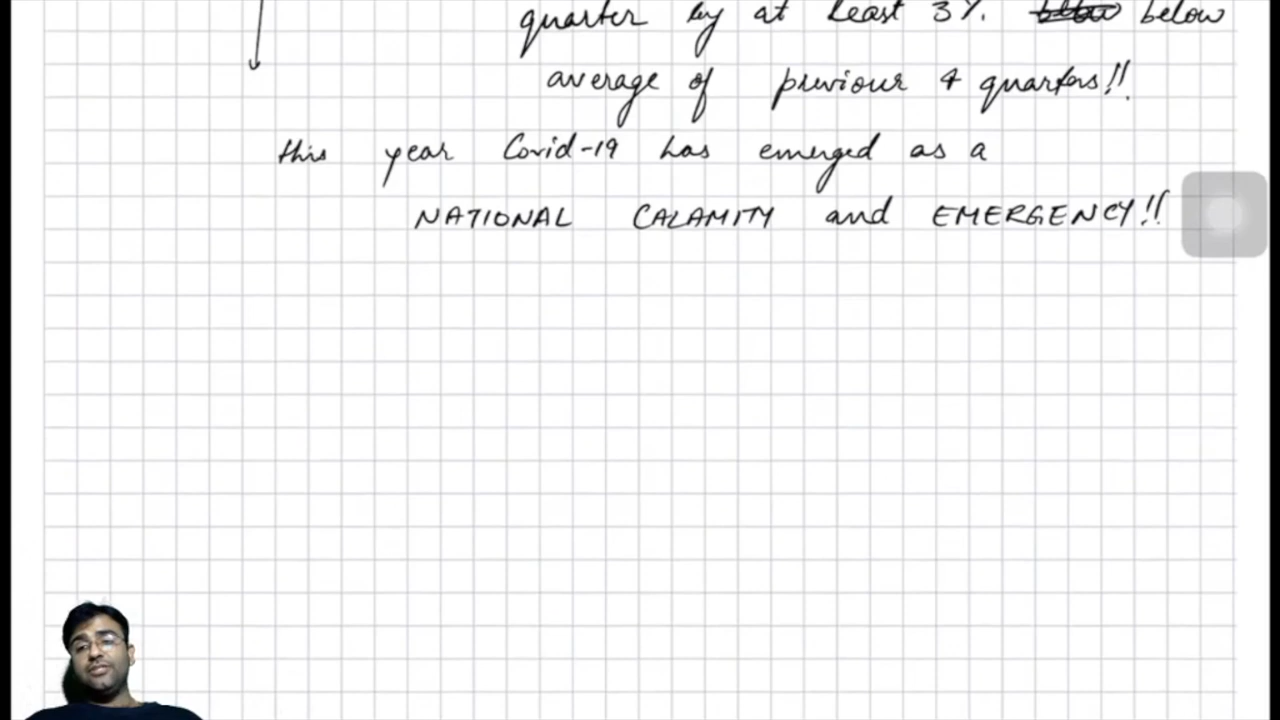 quarter by at least 3%. below
average of previour 4 quarters!!
this year Covid-19 has emerged as a
NATIONAL CALAMITY and EMERGENCY!!